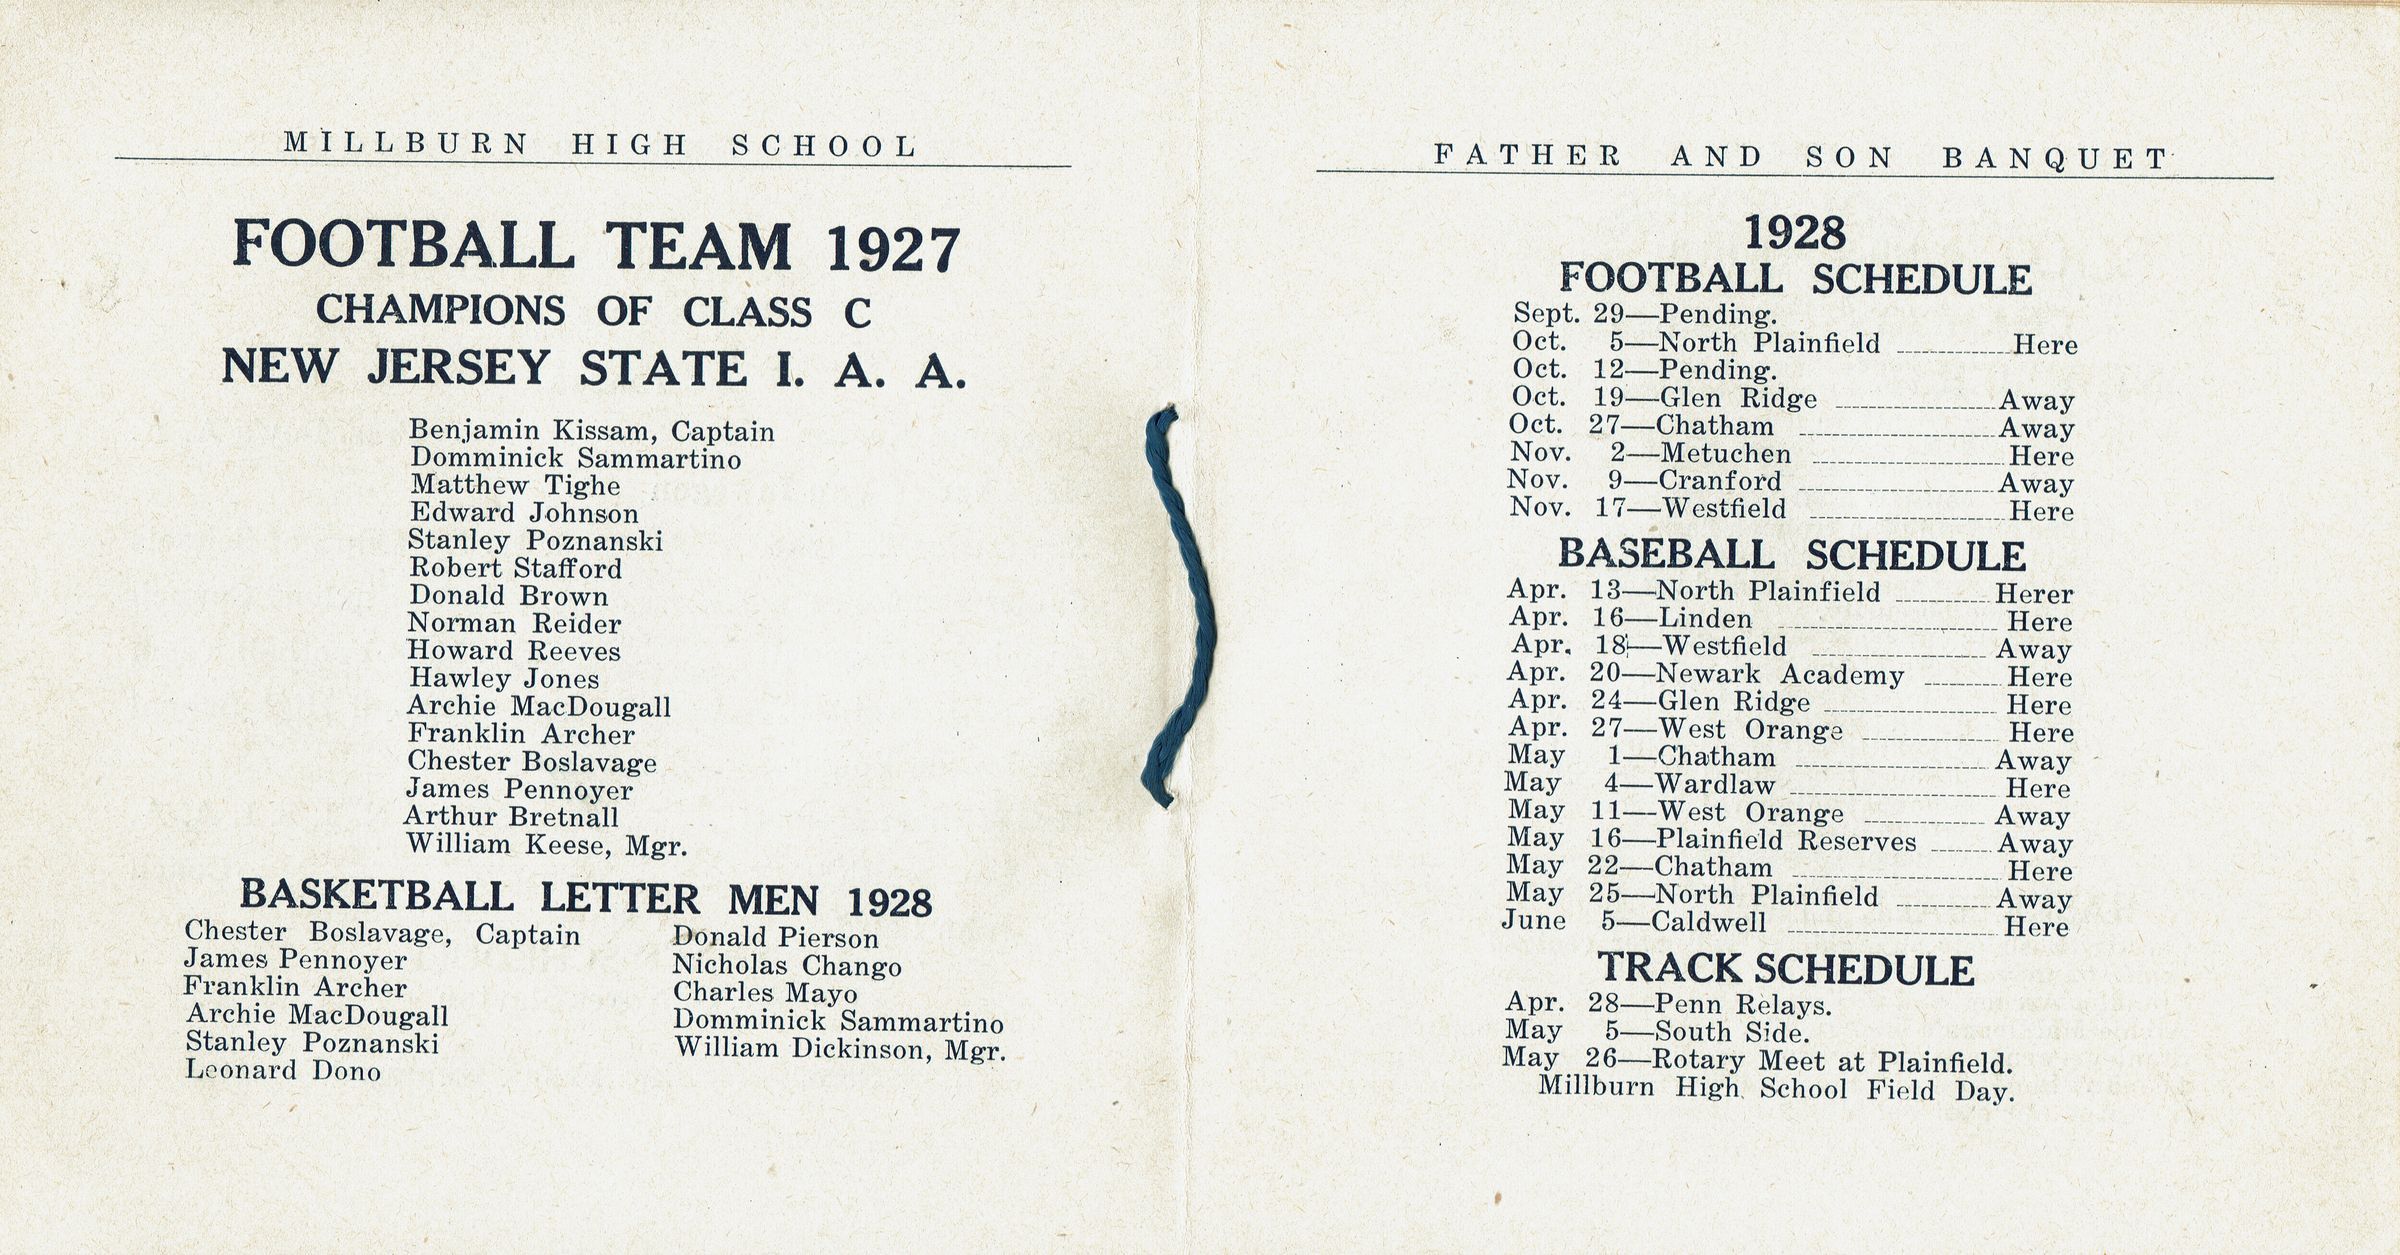 MILLBURN HIGH SCHOOL
FOOTBALL TEAM 1927
CHAMPIONS OF CLASS C
NEW JERSEY STATE I. A. A.
Benjamin Kissam, Captain
Domminick Sammartino
Matthew Tighe
Edward Johnson
Stanley Poznanski
Robert Stafford
Donald Brown
Norman Reider
Howard Reeves
Hawley Jones
Archie MacDougall
Franklin Archer
Chester Boslavage
James Pennoyer
Arthur Bretnall
William Keese, Mgr.
BASKETBALL LETTER MEN 1928
Chester Boslavage, Captain
James Pennoyer
Franklin Archer
Archie MacDougall
Stanley Poznanski
Leonard Dono
Donald Pierson
Nicholas Chango
Charles Mayo
Domminick Sammartino
William Dickinson, Mgr.
FATHER AND SON BANQUET
1928
FOOTBALL SCHEDULE
Sept. 29—Pending.
Oct. 5—North Plainfield ............ Here
Oct. 12—Pending.
Oct. 19—Glen Ridge ............ Away
Oct. 27—Chatham ............ Away
Nov. 2—Metuchen ............ Here
Nov. 9—Cranford ............ Away
Nov. 17—Westfield ............ Here
BASEBALL SCHEDULE
Apr. 13—North Plainfield ............ Herer
Apr. 16—Linden ............ Here
Apr. 18—Westfield ............ Away
Apr. 20—Newark Academy ............ Here
Apr. 24—Glen Ridge ............ Here
Apr. 27—West Orange ............ Here
May 1—Chatham ............ Away
May 4—Wardlaw ............ Here
May 11—West Orange ............ Away
May 16—Plainfield Reserves ............ Away
May 22—Chatham ............ Here
May 25—North Plainfield ............ Away
June 5—Caldwell ............ Here
TRACK SCHEDULE
Apr. 28—Penn Relays.
May 5—South Side.
May 26—Rotary Meet at Plainfield.
Millburn High School Field Day.